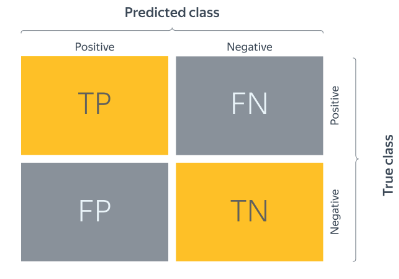 Predicted class
Positive Negative
TP FN
Positive
FP TN
Negative
True class